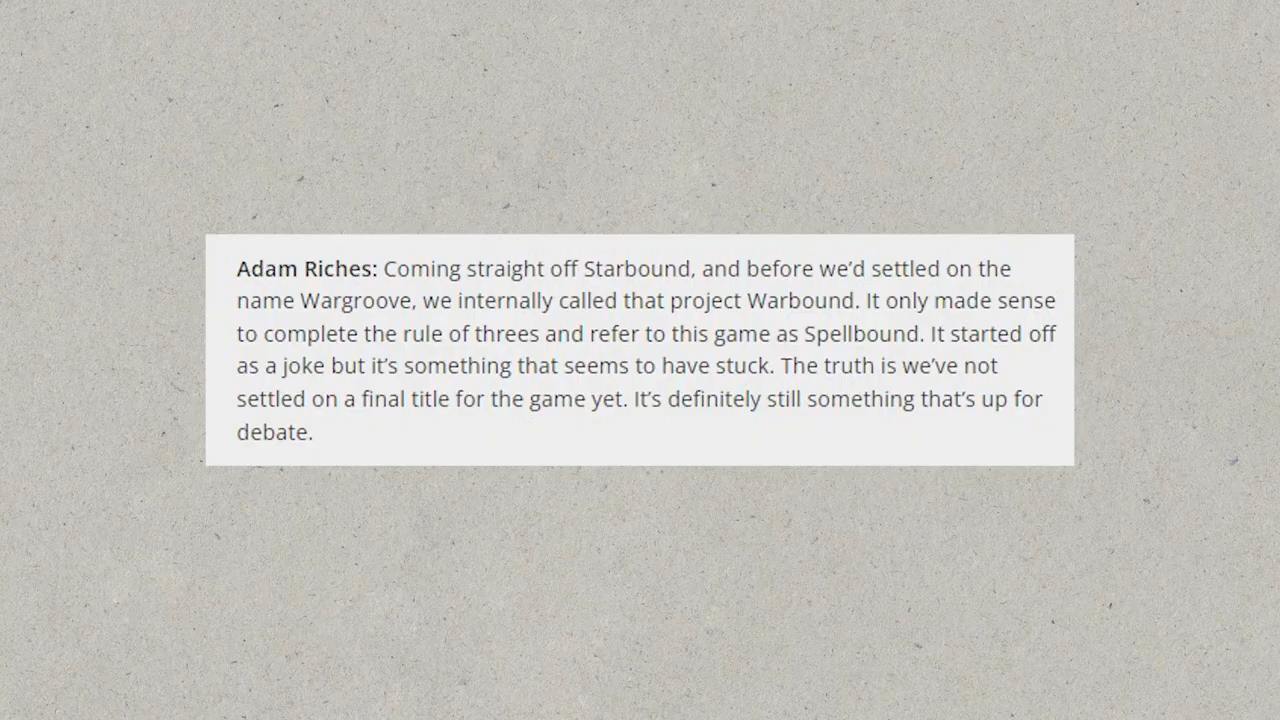 Adam Riches: Coming straight off Starbound, and before we’d settled on the
name Wargroove, we internally called that project Warbound. It only made sense
to complete the rule of threes and refer to this game as Spellbound. It started off
as a joke but it’s something that seems to have stuck. The truth is we’ve not
settled on a final title for the game yet. It’s definitely still something that’s up for
debate.